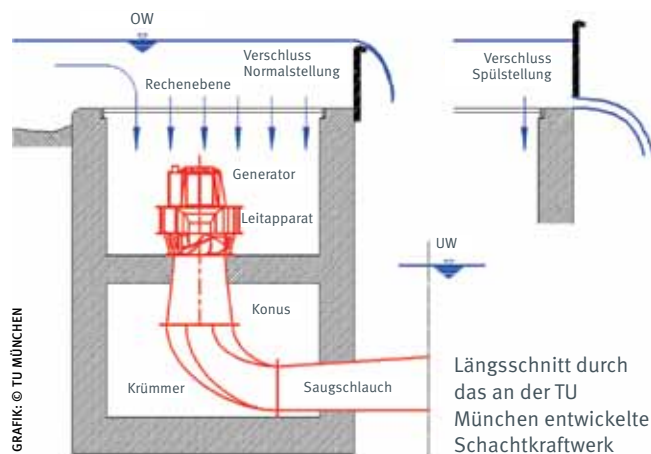 OW
Verschluss
Normalstellung
Rechenebene
Verschluss
Spülstellung
Generator
Leitapparat
UW
Konus
Krümmer
Saugschlauch
Längsschnitt durch
das an der TU
München entwickelte
Schachtkraftwerk
GRAFIK: © TU MÜNCHEN